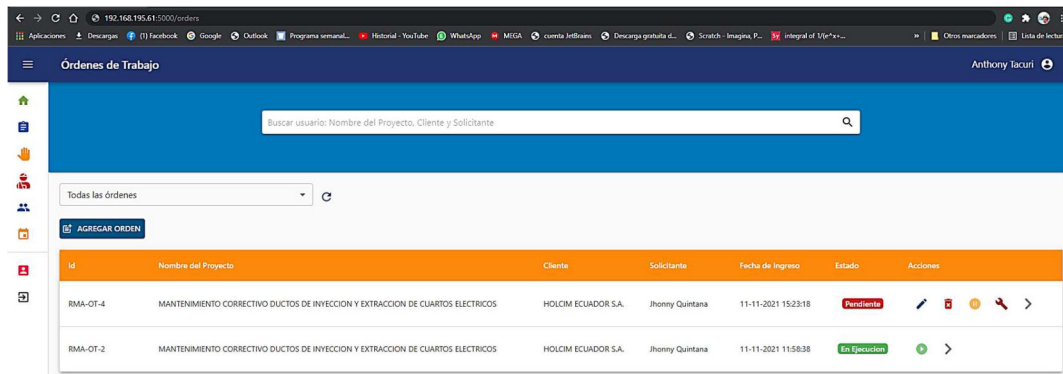 192.168.195.61:5000/orders
Aplicaciones Descargas (1) Facebook Google Outlook Programa semanal... Historial - YouTube WhatsApp MEGA cuenta JetBrains Descarga gratuita d... Scratch - Imagina, P... Sy integral of 1/(e^x+... » Otros marcadores Lista de lectur
Órdenes de Trabajo Anthony Tacuri
Buscar usuario: Nombre del Proyecto, Cliente y Solicitante
Todas las órdenes
AGREGAR ORDEN
Id Nombre del Proyecto Cliente Solicitante Fecha de Ingreso Estado Acciones
RMA-OT-4 MANTENIMIENTO CORRECTIVO DUCTOS DE INYECCION Y EXTRACCION DE CUARTOS ELECTRICOS HOLCIM ECUADOR S.A. Jhonny Quintana 11-11-2021 15:23:18 Pendiente
RMA-OT-2 MANTENIMIENTO CORRECTIVO DUCTOS DE INYECCION Y EXTRACCION DE CUARTOS ELECTRICOS HOLCIM ECUADOR S.A. Jhonny Quintana 11-11-2021 11:58:38 En Ejecucion